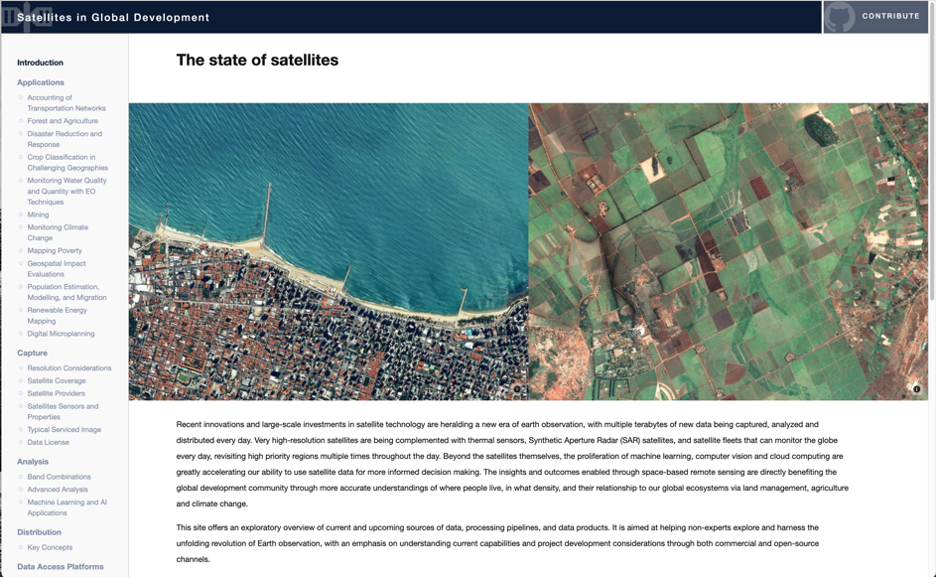 Satellites in Global Development
CONTRIBUTE
Introduction
Applications
Accounting of
Transportation Networks
Forest and Agriculture
Disaster Reduction and
Response
Crop Classification in
Challenging Geographies
Monitoring Water Quality
and Quantity with EO
Techniques
Mining
Monitoring Climate
Change
Mapping Poverty
Geospatial Impact
Evaluations
Population Estimation,
Modelling, and Migration
Renewable Energy
Mapping
Digital Microplanning
Capture
Resolution Considerations
Satellite Coverage
Satellite Providers
Satellites Sensors and
Properties
Typical Serviced Image
Data License
Analysis
Band Combinations
Advanced Analysis
Machine Learning and AI
Applications
Distribution
Key Concepts
Data Access Platforms
The state of satellites
Recent innovations and large-scale investments in satellite technology are heralding a new era of earth observation, with multiple terabytes of new data being captured, analyzed and
distributed every day. Very high-resolution satellites are being complemented with thermal sensors, Synthetic Aperture Radar (SAR) satellites, and satellite fleets that can monitor the globe
every day, revisiting high priority regions multiple times throughout the day. Beyond the satellites themselves, the proliferation of machine learning, computer vision and cloud computing are
greatly accelerating our ability to use satellite data for more informed decision making. The insights and outcomes enabled through space-based remote sensing are directly benefiting the
global development community through more accurate understandings of where people live, in what density, and their relationship to our global ecosystems via land management, agriculture
and climate change.
This site offers an exploratory overview of current and upcoming sources of data, processing pipelines, and data products. It is aimed at helping non-experts explore and harness the
unfolding revolution of Earth observation, with an emphasis on understanding current capabilities and project development considerations through both commercial and open-source
channels.